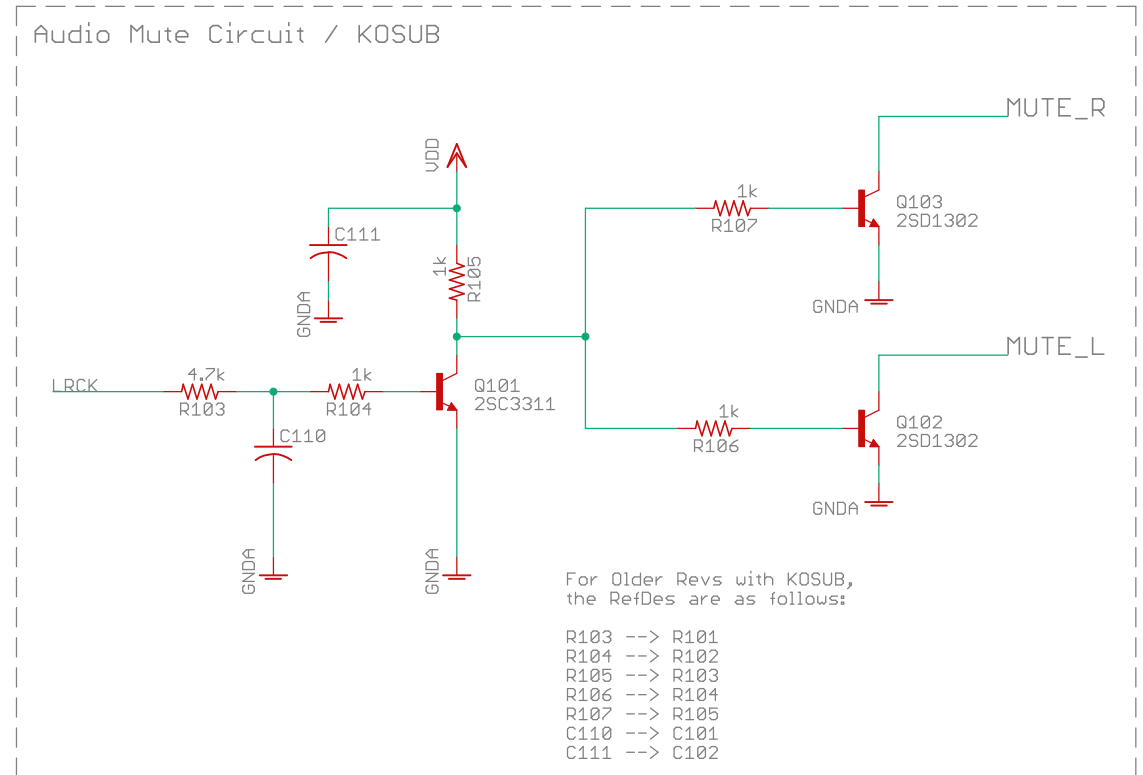 Audio Mute Circuit / KOSUB
MUTE_R
VDD
1k
R107
Q103
2SD1302
C111
1k
R105
GNDA
GNDA
MUTE_L
LRCK
4.7k
R103
1k
R104
Q101
2SC3311
1k
R106
Q102
2SD1302
C110
GNDA
GNDA
GNDA
For Older Revs with KOSUB,
the RefDes are as follows:
R103 --> R101
R104 --> R102
R105 --> R103
R106 --> R104
R107 --> R105
C110 --> C101
C111 --> C102